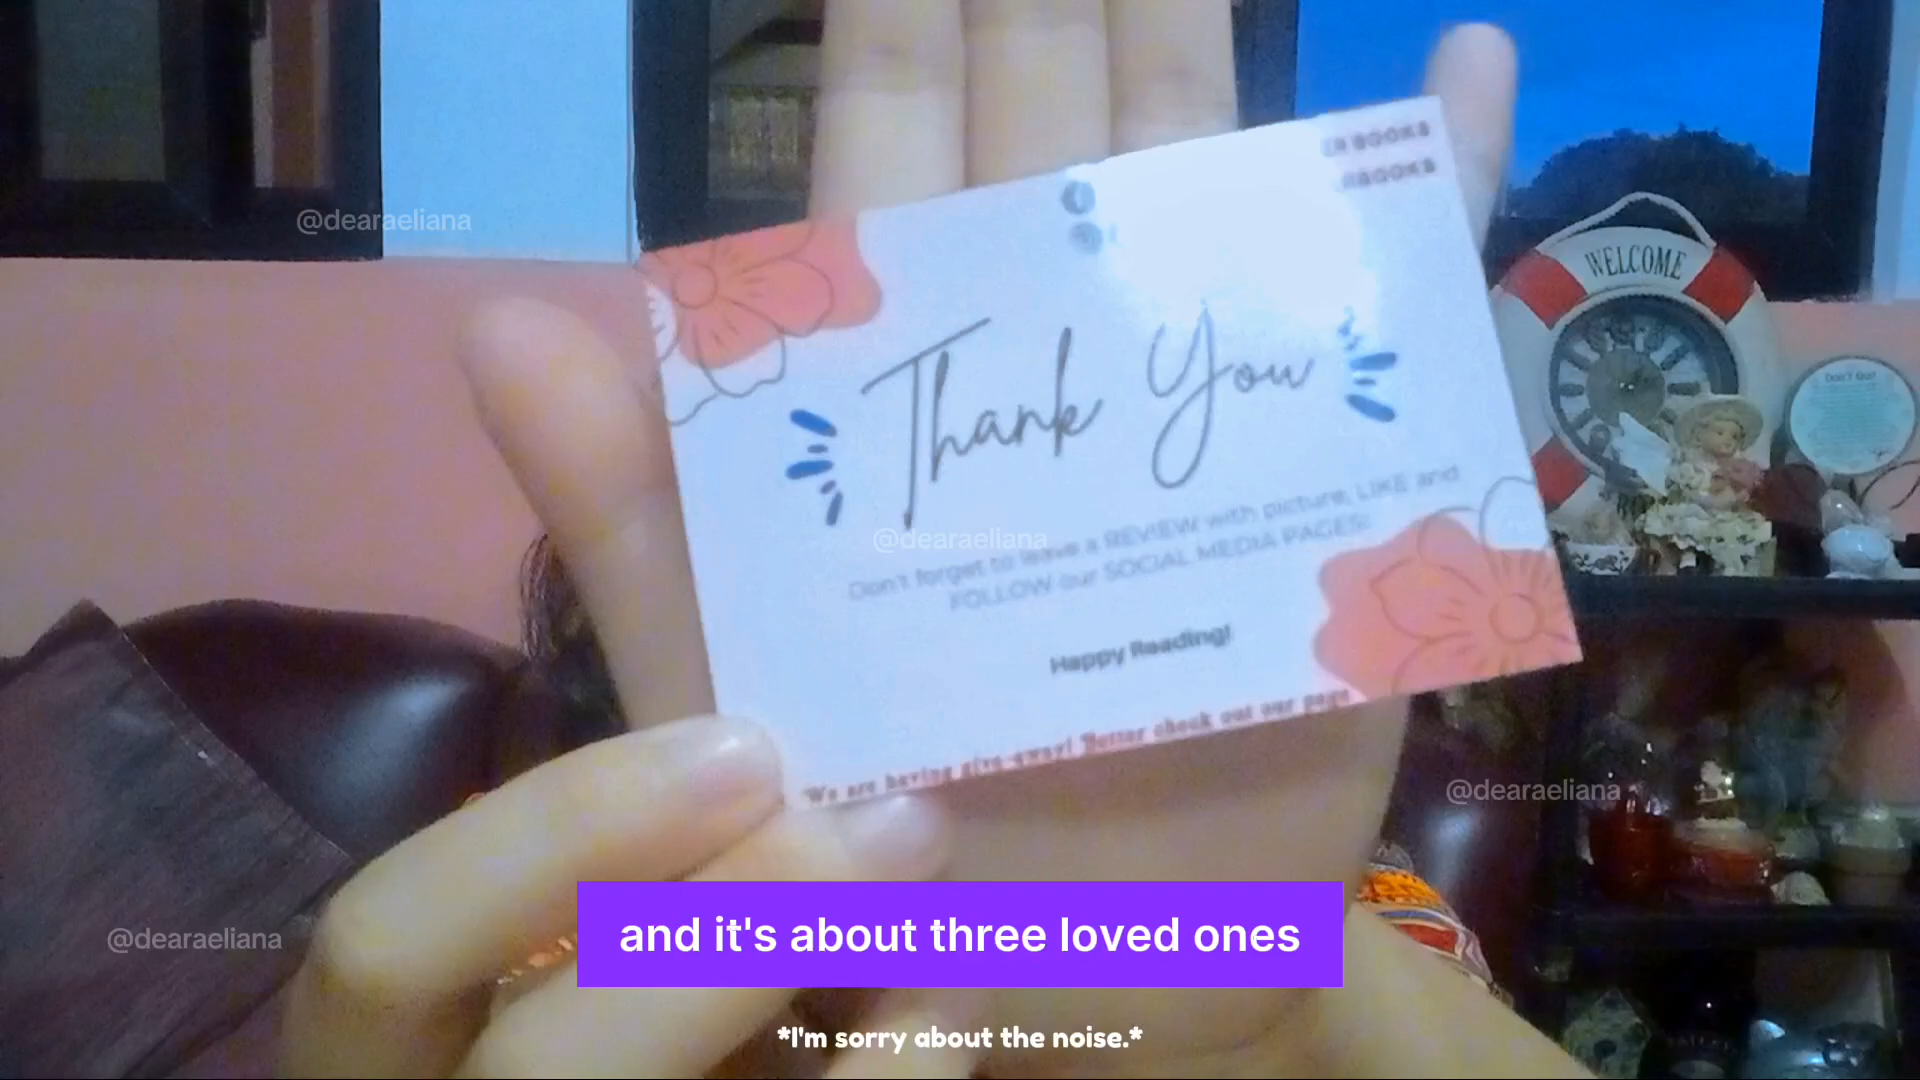 BOOKS
WELCOME
@dearaeliana
Don't Quit
Thank You
@dearaeliana
Don't forget to leave a REVIEW with picture, LIKE and
FOLLOW our SOCIAL MEDIA PAGES!
Happy Reading!
We are having give-away! Better check out our page
@dearaeliana
@dearaeliana
and it's about three loved ones
*I'm sorry about the noise.*